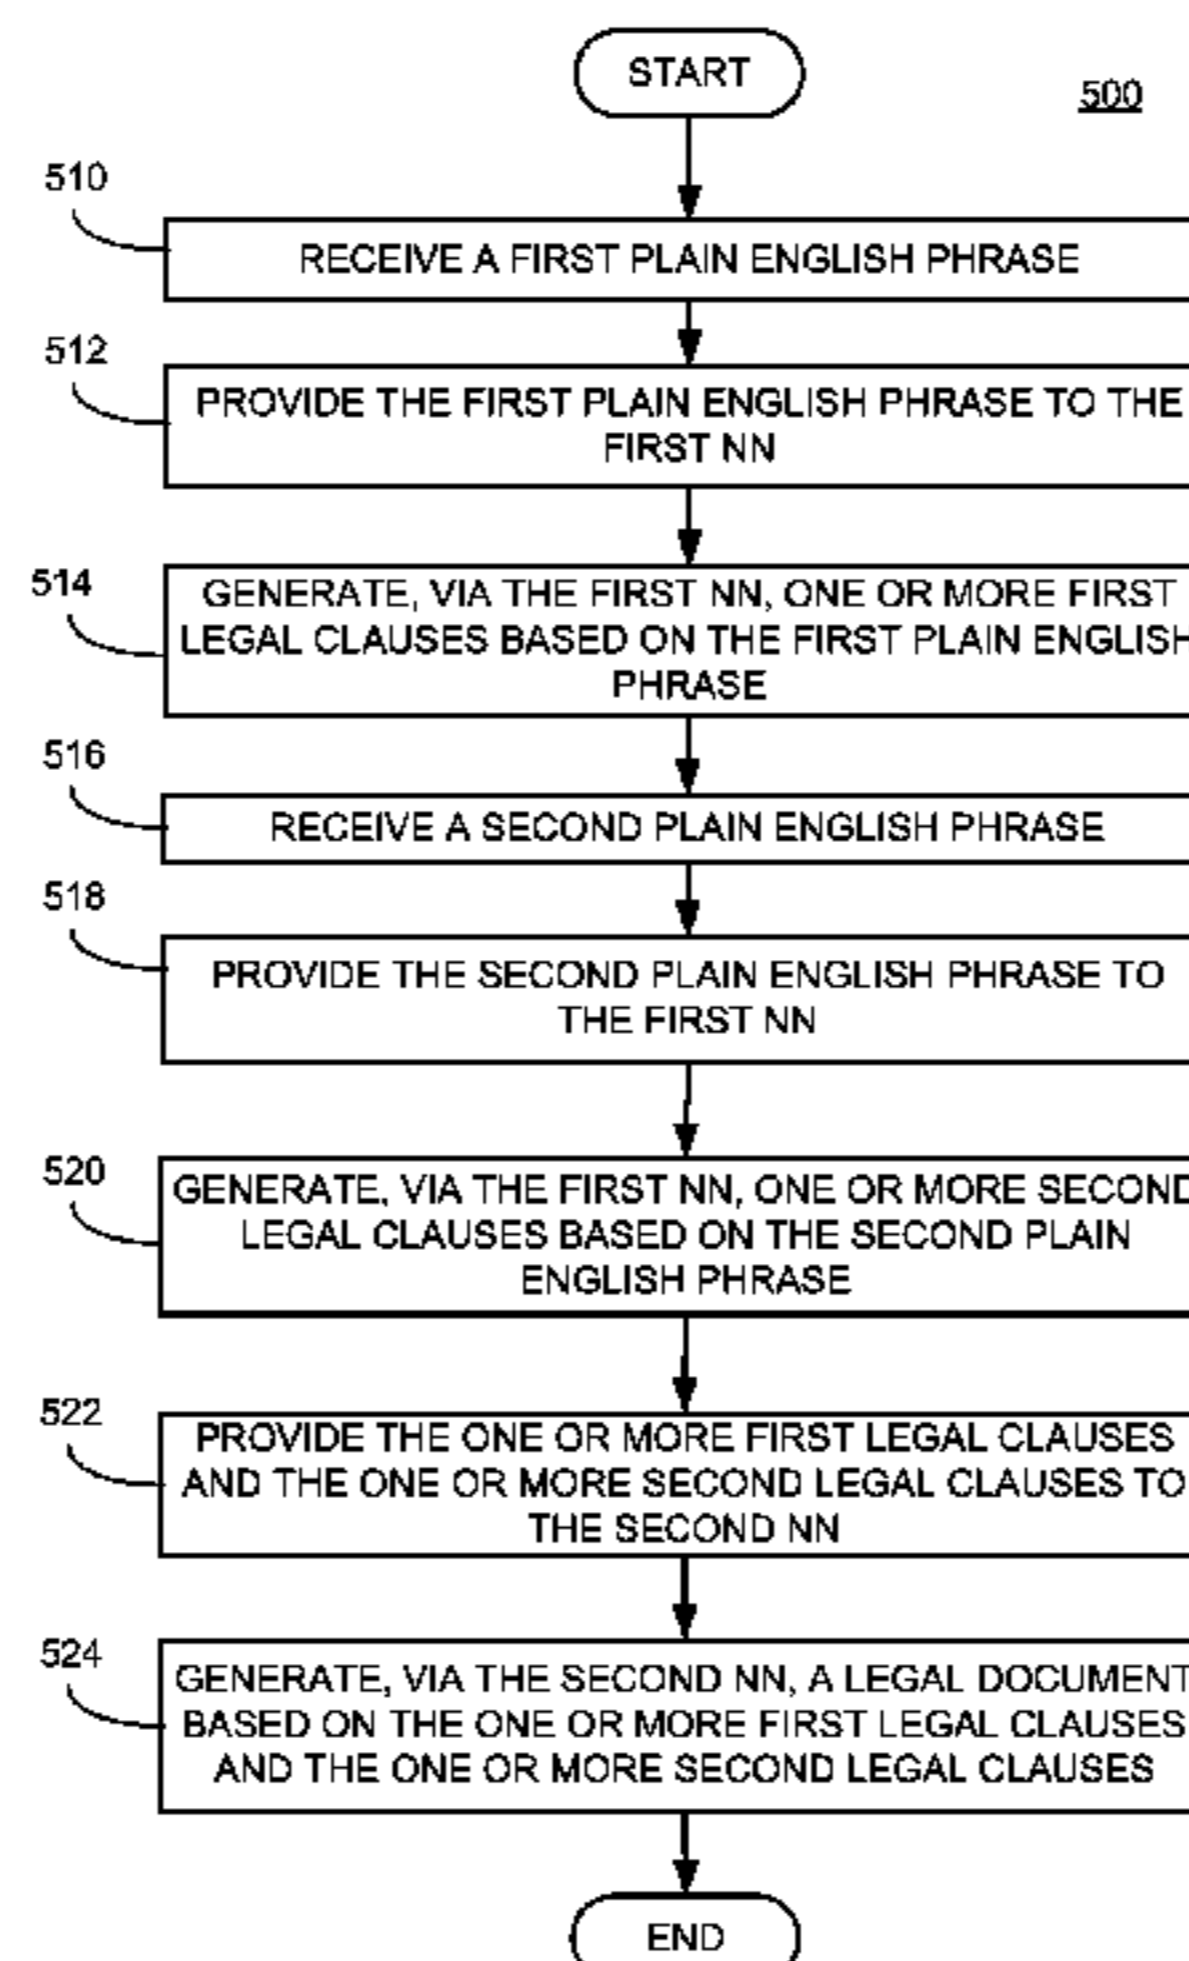 START
500
510
RECEIVE A FIRST PLAIN ENGLISH PHRASE
512
PROVIDE THE FIRST PLAIN ENGLISH PHRASE TO THE
FIRST NN
514
GENERATE, VIA THE FIRST NN, ONE OR MORE FIRST
LEGAL CLAUSES BASED ON THE FIRST PLAIN ENGLISH
PHRASE
516
RECEIVE A SECOND PLAIN ENGLISH PHRASE
518
PROVIDE THE SECOND PLAIN ENGLISH PHRASE TO
THE FIRST NN
520
GENERATE, VIA THE FIRST NN, ONE OR MORE SECOND
LEGAL CLAUSES BASED ON THE SECOND PLAIN
ENGLISH PHRASE
522
PROVIDE THE ONE OR MORE FIRST LEGAL CLAUSES
AND THE ONE OR MORE SECOND LEGAL CLAUSES TO
THE SECOND NN
524
GENERATE, VIA THE SECOND NN, A LEGAL DOCUMENT
BASED ON THE ONE OR MORE FIRST LEGAL CLAUSES
AND THE ONE OR MORE SECOND LEGAL CLAUSES
END